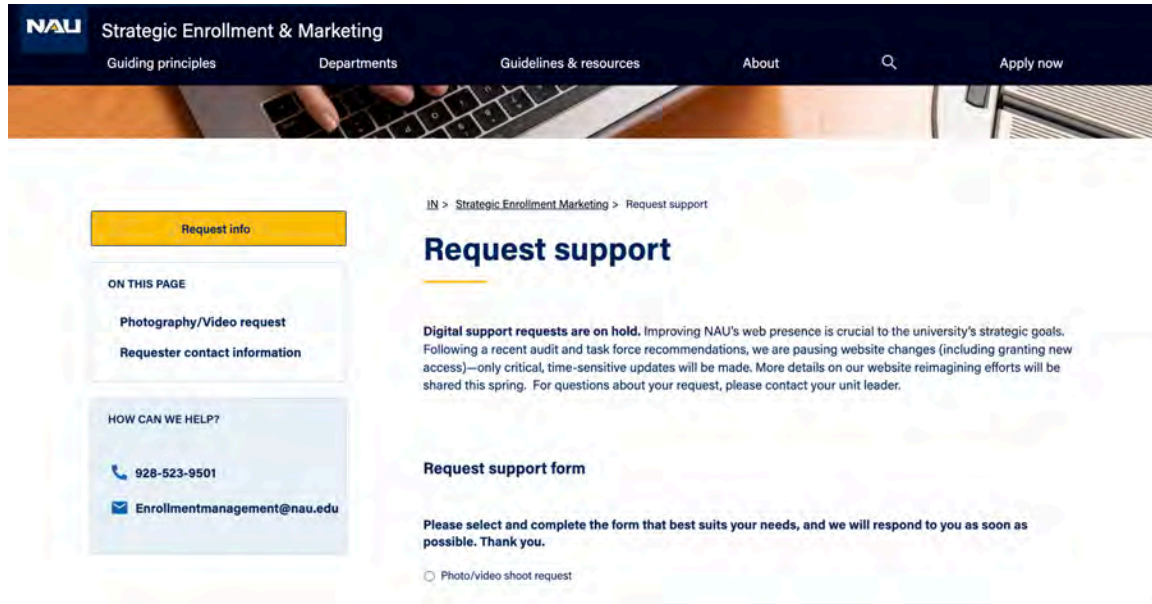 NAU
Strategic Enrollment & Marketing
Guiding principles
Departments
Guidelines & resources
About
Apply now
Request info
ON THIS PAGE
Photography/Video request
Requester contact information
HOW CAN WE HELP?
928-523-9501
Enrollmentmanagement@nau.edu
IN > Strategic Enrollment Marketing > Request support
Request support
Digital support requests are on hold. Improving NAU's web presence is crucial to the university's strategic goals.
Following a recent audit and task force recommendations, we are pausing website changes (including granting new
access)—only critical, time-sensitive updates will be made. More details on our website reimagining efforts will be
shared this spring. For questions about your request, please contact your unit leader.
Request support form
Please select and complete the form that best suits your needs, and we will respond to you as soon as
possible. Thank you.
Photo/video shoot request